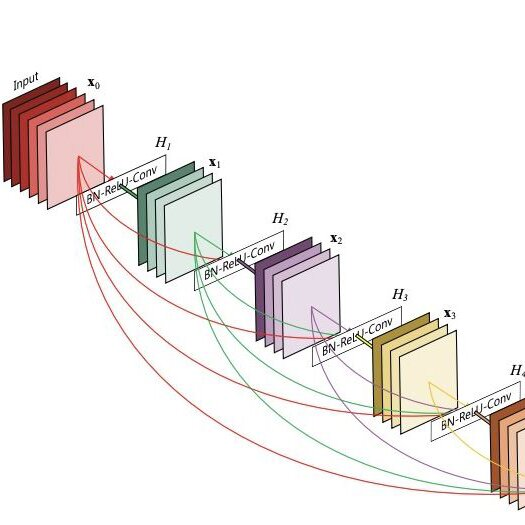 Input
x₀
H₁
BN-ReLU-Conv
x₁
H₂
BN-ReLU-Conv
x₂
H₃
BN-ReLU-Conv
x₃
H₄
BN-ReLU-Conv